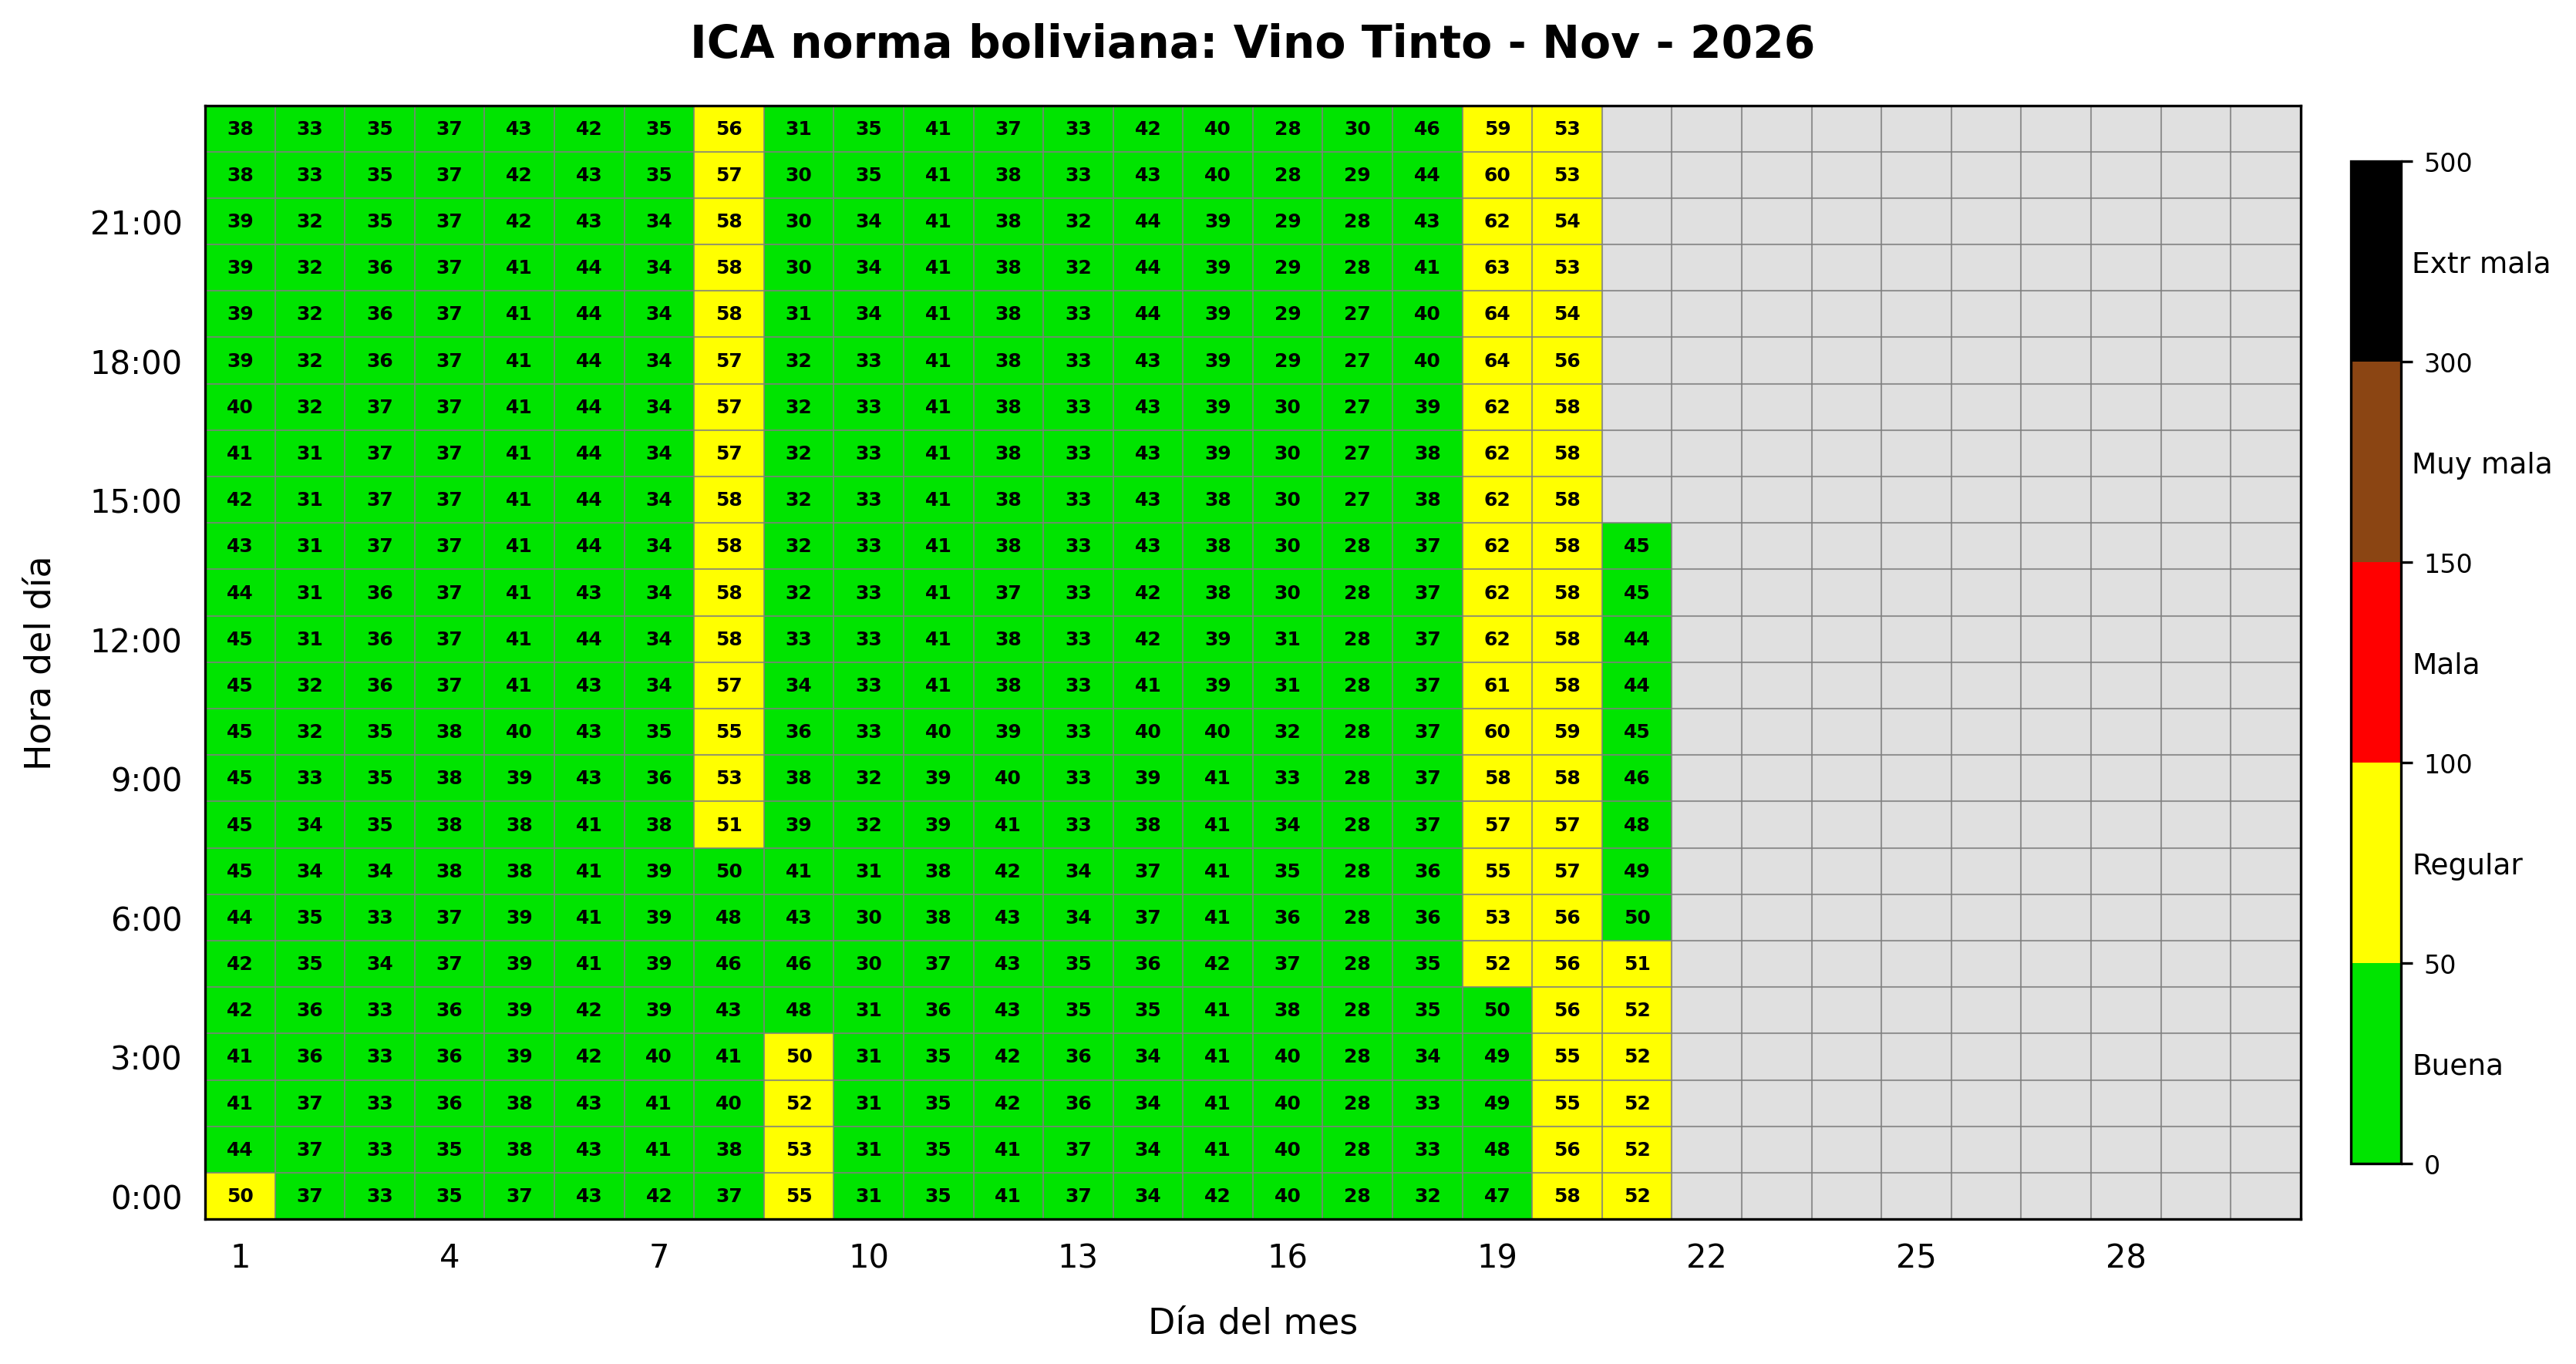 ICA norma boliviana: Vino Tinto - Nov - 2026
38 33 35 37 43 42 35 56 31 35 41 37 33 42 40 28 30 46 59 53
38 33 35 37 42 43 35 57 30 35 41 38 33 43 40 28 29 44 60 53
21:00 39 32 35 37 42 43 34 58 30 34 41 38 32 44 39 29 28 43 62 54
39 32 36 37 41 44 34 58 30 34 41 38 32 44 39 29 28 41 63 53
39 32 36 37 41 44 34 58 31 34 41 38 33 44 39 29 27 40 64 54
18:00 39 32 36 37 41 44 34 57 32 33 41 38 33 43 39 29 27 40 64 56
40 32 37 37 41 44 34 57 32 33 41 38 33 43 39 30 27 39 62 58
41 31 37 37 41 44 34 57 32 33 41 38 33 43 39 30 27 38 62 58
15:00 42 31 37 37 41 44 34 58 32 33 41 38 33 43 38 30 27 38 62 58
43 31 37 37 41 44 34 58 32 33 41 38 33 43 38 30 28 37 62 58 45
44 31 36 37 41 43 34 58 32 33 41 37 33 42 38 30 28 37 62 58 45
12:00 45 31 36 37 41 44 34 58 33 33 41 38 33 42 39 31 28 37 62 58 44
45 32 36 37 41 43 34 57 34 33 41 38 33 41 39 31 28 37 61 58 44
45 32 35 38 40 43 35 55 36 33 40 39 33 40 40 32 28 37 60 59 45
9:00 45 33 35 38 39 43 36 53 38 32 39 40 33 39 41 33 28 37 58 58 46
45 34 35 38 38 41 38 51 39 32 39 41 33 38 41 34 28 37 57 57 48
45 34 34 38 38 41 39 50 41 31 38 42 34 37 41 35 28 36 55 57 49
6:00 44 35 33 37 39 41 39 48 43 30 38 43 34 37 41 36 28 36 53 56 50
42 35 34 37 39 41 39 46 46 30 37 43 35 36 42 37 28 35 52 56 51
42 36 33 36 39 42 39 43 48 31 36 43 35 35 41 38 28 35 50 56 52
3:00 41 36 33 36 39 42 40 41 50 31 35 42 36 34 41 40 28 34 49 55 52
41 37 33 36 38 43 41 40 52 31 35 42 36 34 41 40 28 33 49 55 52
44 37 33 35 38 43 41 38 53 31 35 41 37 34 41 40 28 33 48 56 52
0:00 50 37 33 35 37 43 42 37 55 31 35 41 37 34 42 40 28 32 47 58 52
1 4 7 10 13 16 19 22 25 28
Día del mes
Hora del día
500
Extr mala
300
Muy mala
150
Mala
100
Regular
50
Buena
0